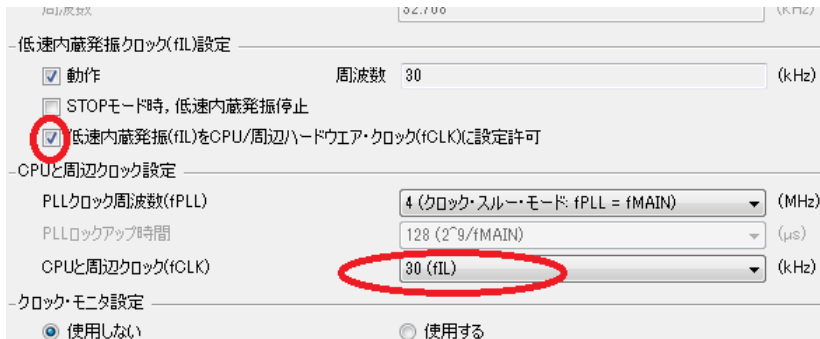 周波数 32.768 (kHz)
低速内蔵発振クロック(fIL)設定
動作 周波数 30 (kHz)
STOPモード時, 低速内蔵発振停止
低速内蔵発振(fIL)をCPU/周辺ハードウエア・クロック(fCLK)に設定許可
CPUと周辺クロック設定
PLLクロック周波数(fPLL) 4 (クロック・スルー・モード: fPLL = fMAIN) (MHz)
PLLロックアップ時間 128 (2^9/fMAIN) (μs)
CPUと周辺クロック(fCLK) 30 (fIL) (kHz)
クロック・モニタ設定
使用しない 使用する